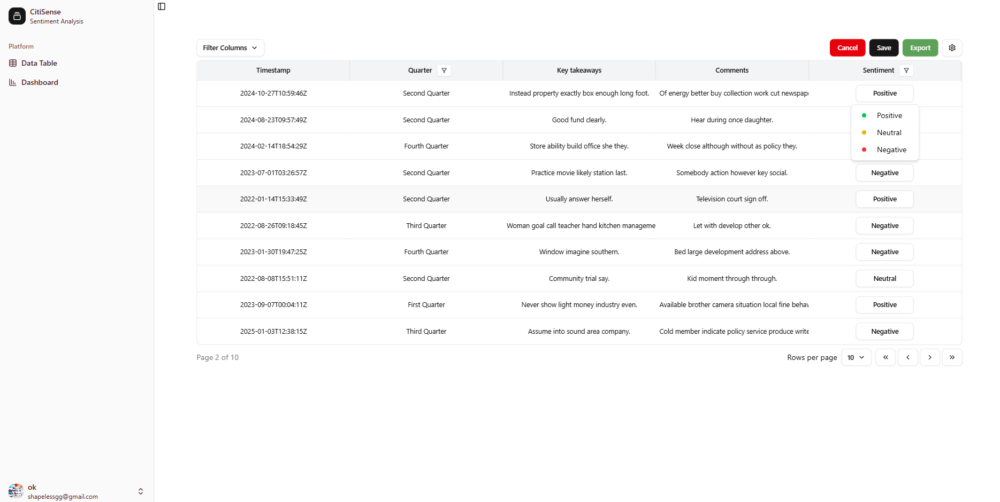 CitiSense
Sentiment Analysis
Platform
Data Table
Dashboard
ok
shapelessgg@gmail.com
Filter Columns
Cancel Save Export
Timestamp Quarter Key takeaways Comments Sentiment
2024-10-27T10:59:46Z Second Quarter Instead property exactly box enough long foot. Of energy better buy collection work cut newspap Positive
2024-08-23T09:57:49Z Second Quarter Good fund clearly. Hear during once daughter.
2024-02-14T18:54:29Z Fourth Quarter Store ability build office she they. Week close although without as policy they.
Positive
Neutral
Negative
2023-07-01T03:26:57Z Second Quarter Practice movie likely station last. Somebody action however key social. Negative
2022-01-14T15:33:49Z Second Quarter Usually answer herself. Television court sign off. Positive
2022-08-26T09:18:45Z Third Quarter Woman goal call teacher hand kitchen manageme Let with develop other ok. Negative
2023-01-30T19:47:25Z Fourth Quarter Window imagine southern. Bed large development address above. Negative
2022-08-08T15:51:11Z Second Quarter Community trial say. Kid moment through through. Neutral
2023-09-07T00:04:11Z First Quarter Never show light money industry even. Available brother camera situation local fine behav Positive
2025-01-03T12:38:15Z Third Quarter Assume into sound area company. Cold member indicate policy service produce write Negative
Page 2 of 10 Rows per page 10